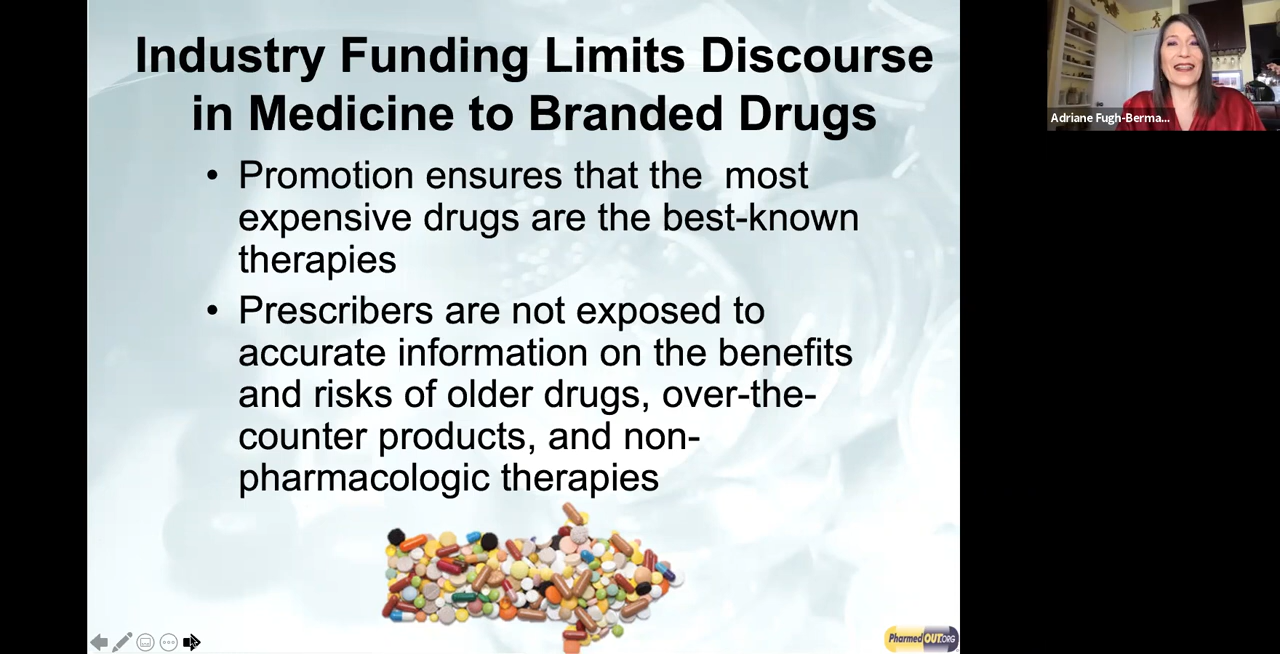 Industry Funding Limits Discourse
in Medicine to Branded Drugs
• Promotion ensures that the  most
expensive drugs are the best-known
therapies
• Prescribers are not exposed to
accurate information on the benefits
and risks of older drugs, over-the-
counter products, and non-
pharmacologic therapies
PharmedOUT.ORG
Adriane Fugh-Berma...